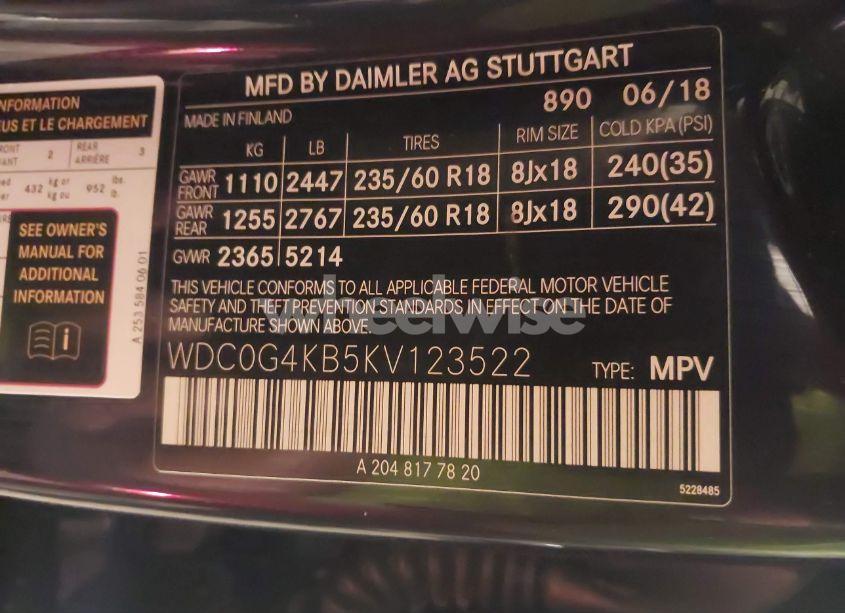 NFORMATION
EUS ET LE CHARGEMENT
2
REAR
ARRIÈRE
3
432 kg or
kg ou
952 lbs.
lb.
SEE OWNER'S
MANUAL FOR
ADDITIONAL
INFORMATION
A 253 584 06 01
MFD BY DAIMLER AG STUTTGART
890 06/18
MADE IN FINLAND
KG LB TIRES RIM SIZE COLD KPA(PSI)
GAWR
FRONT 1110 2447 235/60 R18 8Jx18 240(35)
GAWR
REAR 1255 2767 235/60 R18 8Jx18 290(42)
GVWR 2365 5214
THIS VEHICLE CONFORMS TO ALL APPLICABLE FEDERAL MOTOR VEHICLE
SAFETY AND THEFT PREVENTION STANDARDS IN EFFECT ON THE DATE OF
MANUFACTURE SHOWN ABOVE.
wheelwise
WDC0G4KB5KV123522 TYPE: MPV
A 204 817 78 20
5228485